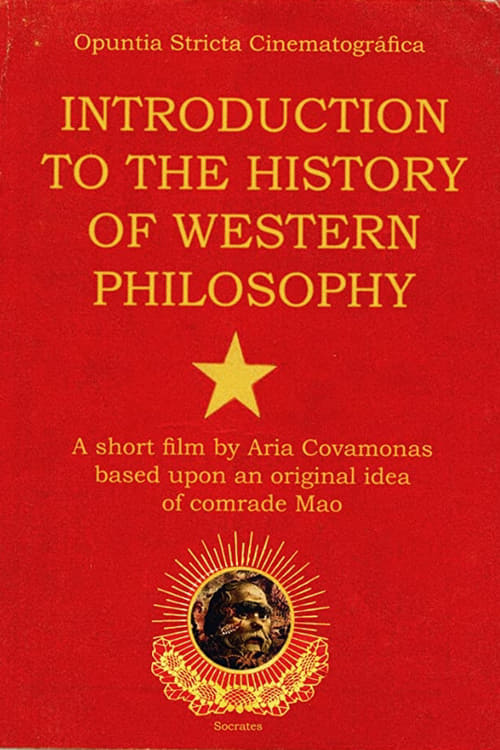 Opuntia Stricta Cinematográfica
INTRODUCTION
TO THE HISTORY
OF WESTERN
PHILOSOPHY
A short film by Aria Covamonas
based upon an original idea
of comrade Mao
Socrates